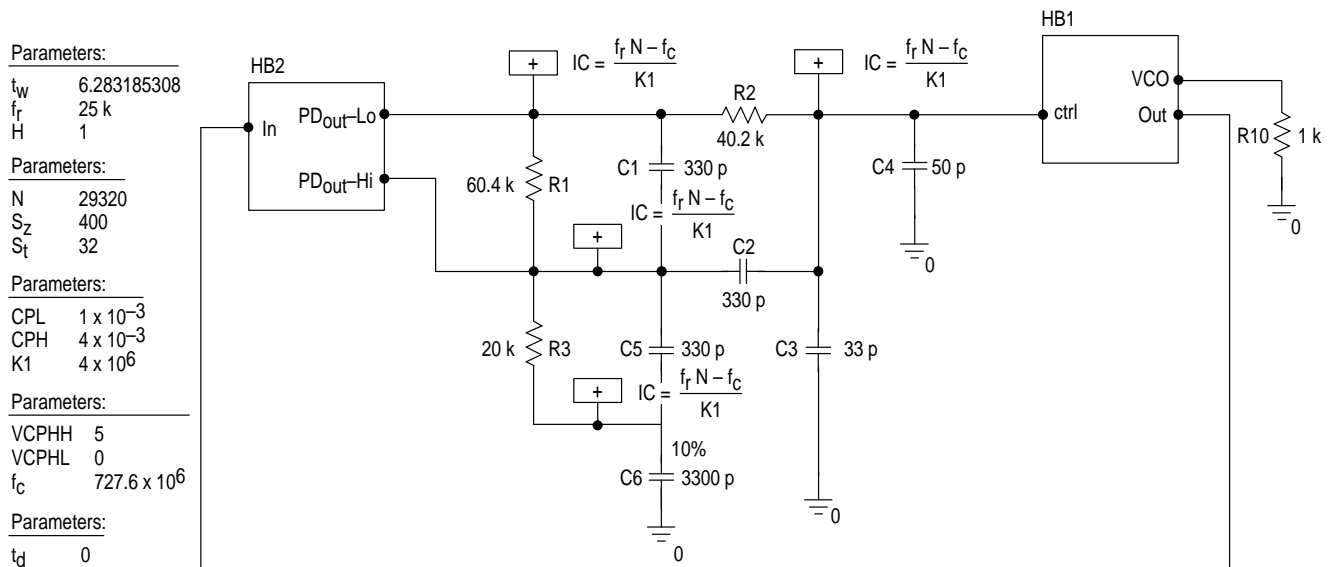 Parameters:
tw 6.283185308
fr 25 k
H 1
Parameters:
N 29320
Sz 400
St 32
Parameters:
CPL 1 x 10–3
CPH 4 x 10–3
K1 4 x 106
Parameters:
VCPHH 5
VCPHL 0
fc 727.6 x 106
Parameters:
td 0
HB2
In
PDout–Lo
PDout–Hi
+
IC = fr N – fc
K1
+
IC = fr N – fc
K1
HB1
VCO
ctrl
Out
R10
1 k
0
R2
40.2 k
60.4 k
R1
C1
330 p
IC = fr N – fc
K1
C4
50 p
0
+
C2
330 p
20 k
R3
C5
330 p
C3
33 p
IC = fr N – fc
K1
+
10%
C6
3300 p
0
0